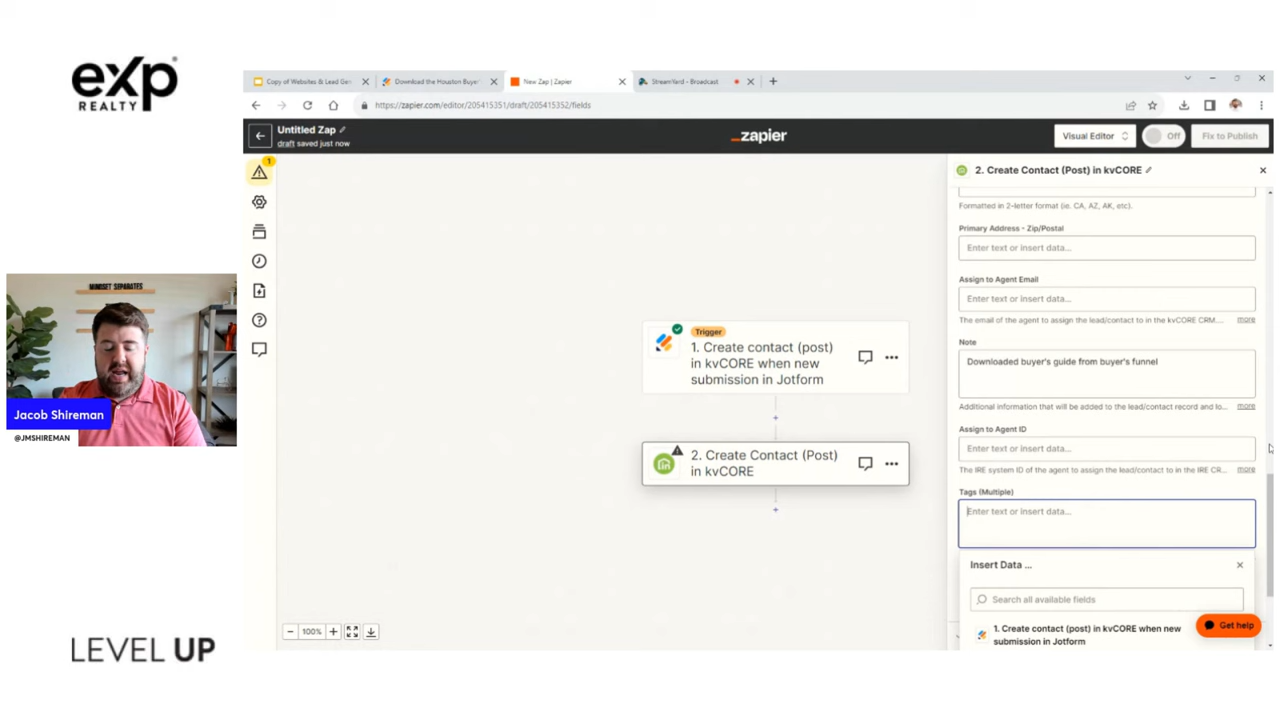 eXp
REALTY
Copy of Websites & Lead Gen
Download the Houston Buyer
New Zap | Zapier
StreamYard - Broadcast
https://zapier.com/editor/205415351/draft/205415352/fields
Untitled Zap
draft saved just now
_zapier
Visual Editor
Off
Fix to Publish
1
2. Create Contact (Post) in kvCORE
Formatted in 2-letter format (ie. CA, AZ, AK, etc).
Primary Address - Zip/Postal
Enter text or insert data...
Assign to Agent Email
Enter text or insert data...
The email of the agent to assign the lead/contact to in the kvCORE CRM.... more
Note
Downloaded buyer's guide from buyer's funnel
Additional information that will be added to the lead/contact record and lo... more
Assign to Agent ID
Enter text or insert data...
The IRE system ID of the agent to assign the lead/contact to in the IRE CR... more
Tags (Multiple)
Enter text or insert data...
Insert Data ...
Search all available fields
1. Create contact (post) in kvCORE when new
submission in Jotform
Get help
Trigger
1. Create contact (post)
in kvCORE when new
submission in Jotform
2. Create Contact (Post)
in kvCORE
100%
MINDSET SEPARATES
Jacob Shireman
@JMSHIREMAN
LEVEL UP